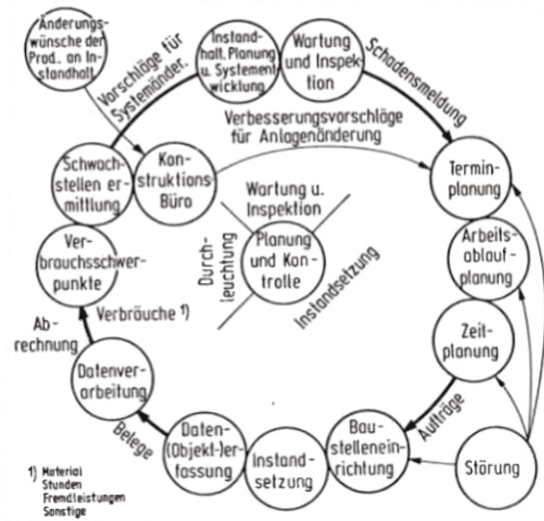 Änderungs-
wünsche der
Prod. an In-
standhalt.
Vorschläge für
Systemänder.
Instand-
halt. Planung
u. Systement
wicklung
Wartung
und Inspek-
tion
Schadensmeldung
Verbesserungsvorschläge
für Anlagenänderung
Schwach-
stellen er-
mittlung
Kon-
struktions-
Büro
Termin-
planung
Wartung u.
Inspektion
Durch-
leuchtung
Planung
und Kon-
trolle
Instandsetzung
Arbeits-
ablauf-
planung
Ver-
brauchsschwer-
punkte
Ab-
rechnung
Verbräuche 1)
Zeit-
planung
Datenver-
arbeitung
Aufträge
Belege
Daten-
(Objekt-)er-
fassung
Instand-
setzung
Bau-
stellenein-
richtung
Störung
1) Material
Stunden
Fremdleistungen
Sonstige